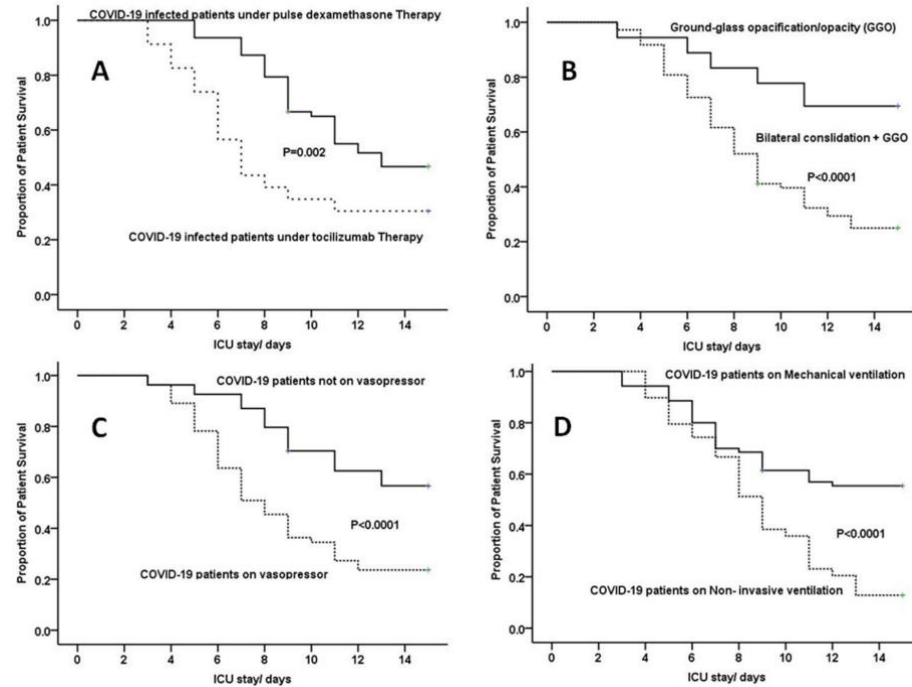 COVID-19 infected patients under pulse dexamethasone Therapy
1.0
0.8
0.6
0.4
0.2
0.0
Proportion of Patient Survival
A
P=0.002
COVID-19 infected patients under tocilizumab Therapy
0 2 4 6 8 10 12 14
ICU stay/ days
1.0
0.8
0.6
0.4
0.2
0.0
Proportion of Patient Survival
B
Ground-glass opacification/opacity (GGO)
Bilateral conslidation + GGO
P<0.0001
0 2 4 6 8 10 12 14
ICU stay/ days
1.0
0.8
0.6
0.4
0.2
0.0
Proportion of Patient Survival
COVID-19 patients not on vasopressor
C
P<0.0001
COVID-19 patients on vasopressor
0 2 4 6 8 10 12 14
ICU stay/ days
1.0
0.8
0.6
0.4
0.2
0.0
Proportion of Patient Survival
COVID-19 patients on Mechanical ventilation
D
P<0.0001
COVID-19 patients on Non- invasive ventilation
0 2 4 6 8 10 12 14
ICU stay/ days